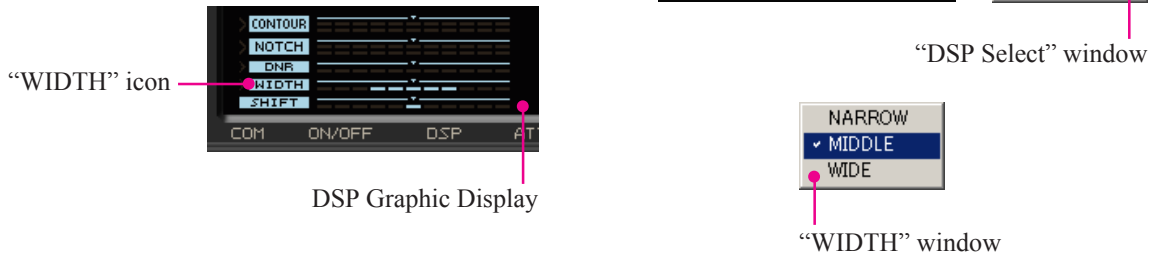 CONTOUR
NOTCH
DNR
WIDTH
SHIFT
COM ON/OFF DSP
“WIDTH” icon
DSP Graphic Display
“DSP Select” window
NARROW
MIDDLE
WIDE
“WIDTH” window